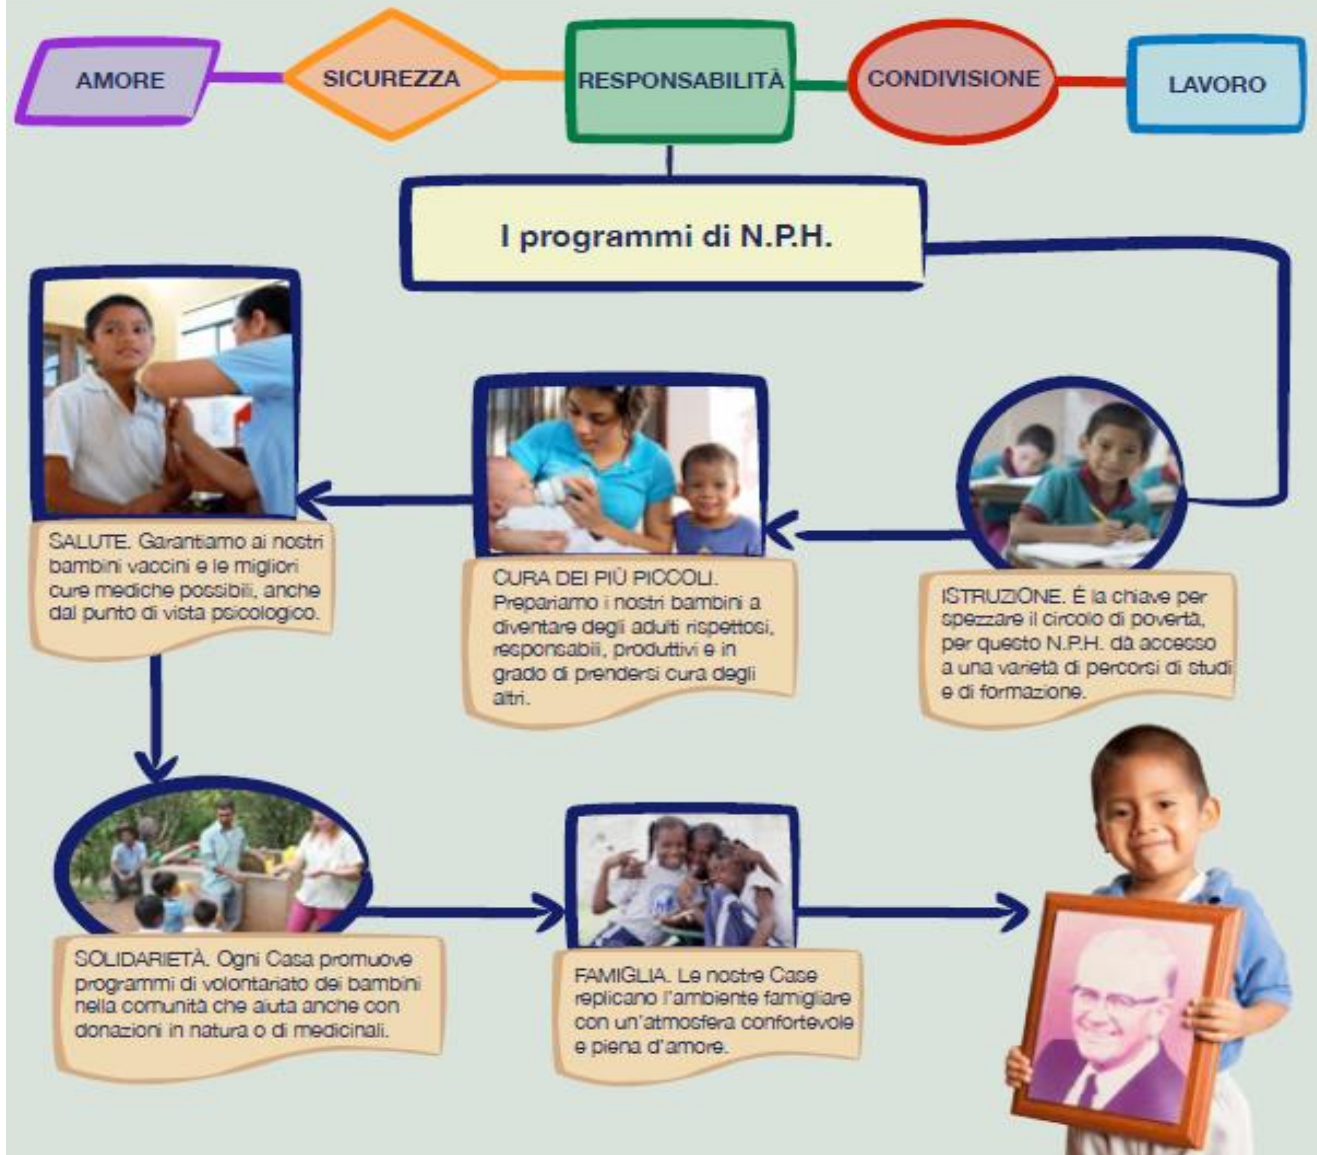 AMORE
SICUREZZA
RESPONSABILITÀ
CONDIVISIONE
LAVORO
I programmi di N.P.H.
ISTRUZIONE. È la chiave per
spezzare il circolo di povertà,
per questo N.P.H. dà accesso
a una varietà di percorsi di studi
e di formazione.
CURA DEI PIÙ PICCOLI.
Prepariamo i nostri bambini a
diventare degli adulti rispettosi,
responsabili, produttivi e in
grado di prendersi cura degli
altri.
SALUTE. Garantiamo ai nostri
bambini vaccini e le migliori
cure mediche possibili, anche
dal punto di vista psicologico.
SOLIDARIETÀ. Ogni Casa promuove
programmi di volontariato dei bambini
nella comunità che aiuta anche con
donazioni in natura o di medicinali.
FAMIGLIA. Le nostre Case
replicano l'ambiente famigliare
con un'atmosfera confortevole
e piena d'amore.